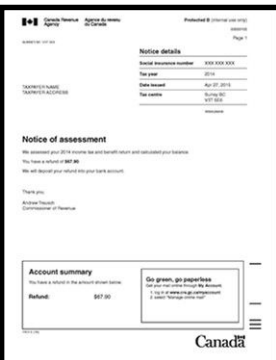 Canada Revenue Agence du revenu
Agency du Canada
Protected B (internal use only)
Page 1
Notice details
Social insurance number XXX XXX XXX
Tax year 2014
Date issued Apr 27, 2015
Tax centre Surrey BC
V3T 5E6
TAXPAYER NAME
TAXPAYER ADDRESS
Notice of assessment
We assessed your 2014 income tax and benefit return and calculated your balance.
You have a refund of $67.90
We will deposit your refund into your bank account.
Thank you,
Andrew Treusch
Commissioner of Revenue
Account summary
You have a refund in the amount shown below.
Refund: $67.90
Go green, go paperless
Get your mail online through My Account.
1. log in at www.cra.gc.ca/myaccount
2. select "Manage online mail"
Canada